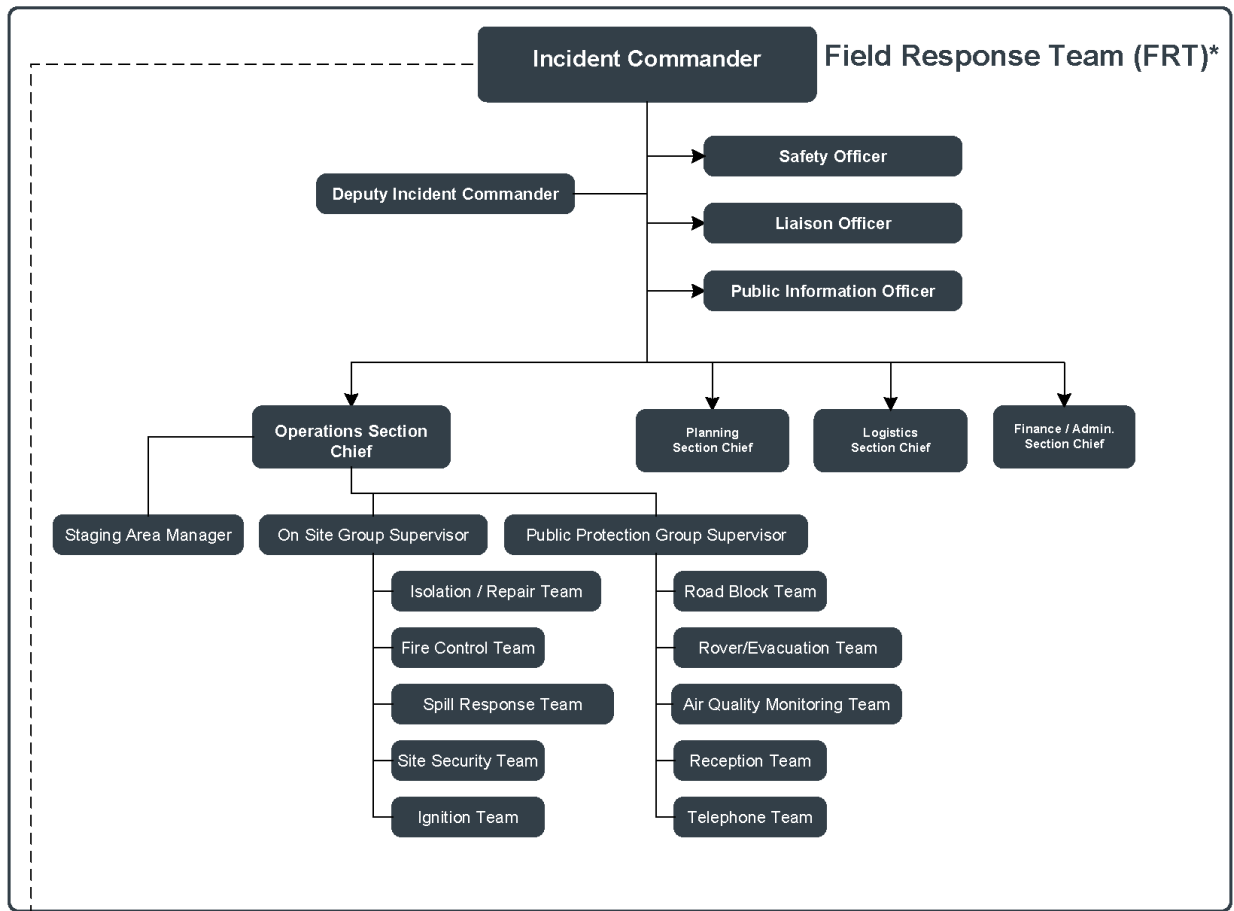 Incident Commander
Field Response Team (FRT)*
Safety Officer
Deputy Incident Commander
Liaison Officer
Public Information Officer
Operations Section
Chief
Planning
Section Chief
Logistics
Section Chief
Finance / Admin.
Section Chief
Staging Area Manager
On Site Group Supervisor
Public Protection Group Supervisor
Isolation / Repair Team
Road Block Team
Fire Control Team
Rover/Evacuation Team
Spill Response Team
Air Quality Monitoring Team
Site Security Team
Reception Team
Ignition Team
Telephone Team